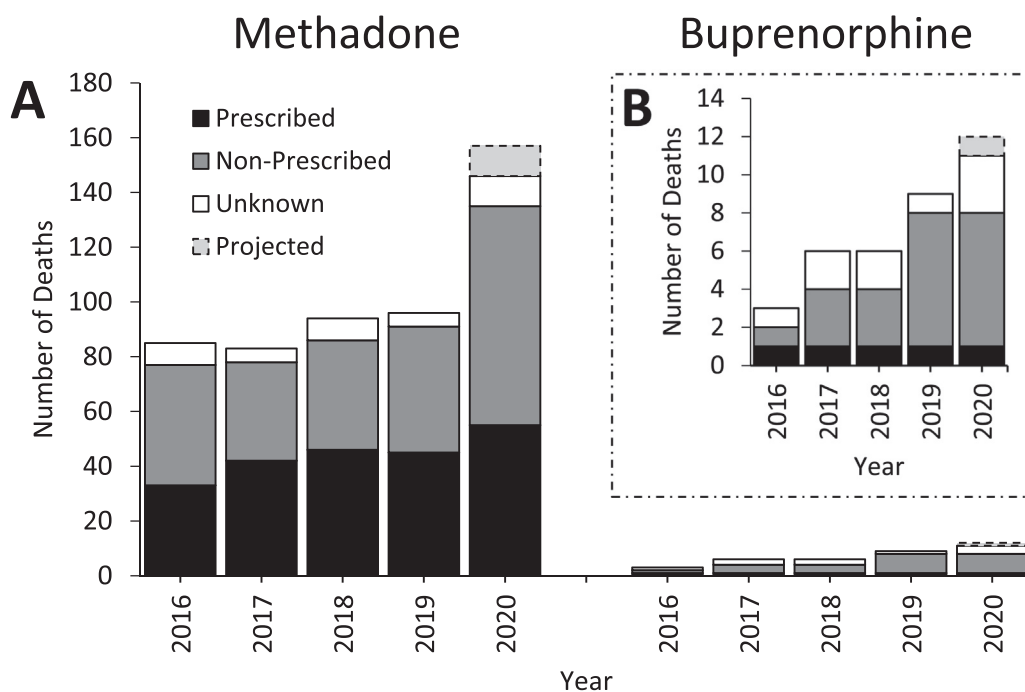 Methadone
Buprenorphine
A
180
160
140
120
100
80
60
40
20
0
Number of Deaths
Prescribed
Non-Prescribed
Unknown
Projected
2016
2017
2018
2019
2020
B
14
12
10
8
6
4
2
0
Number of Deaths
2016
2017
2018
2019
2020
Year
2016
2017
2018
2019
2020
Year